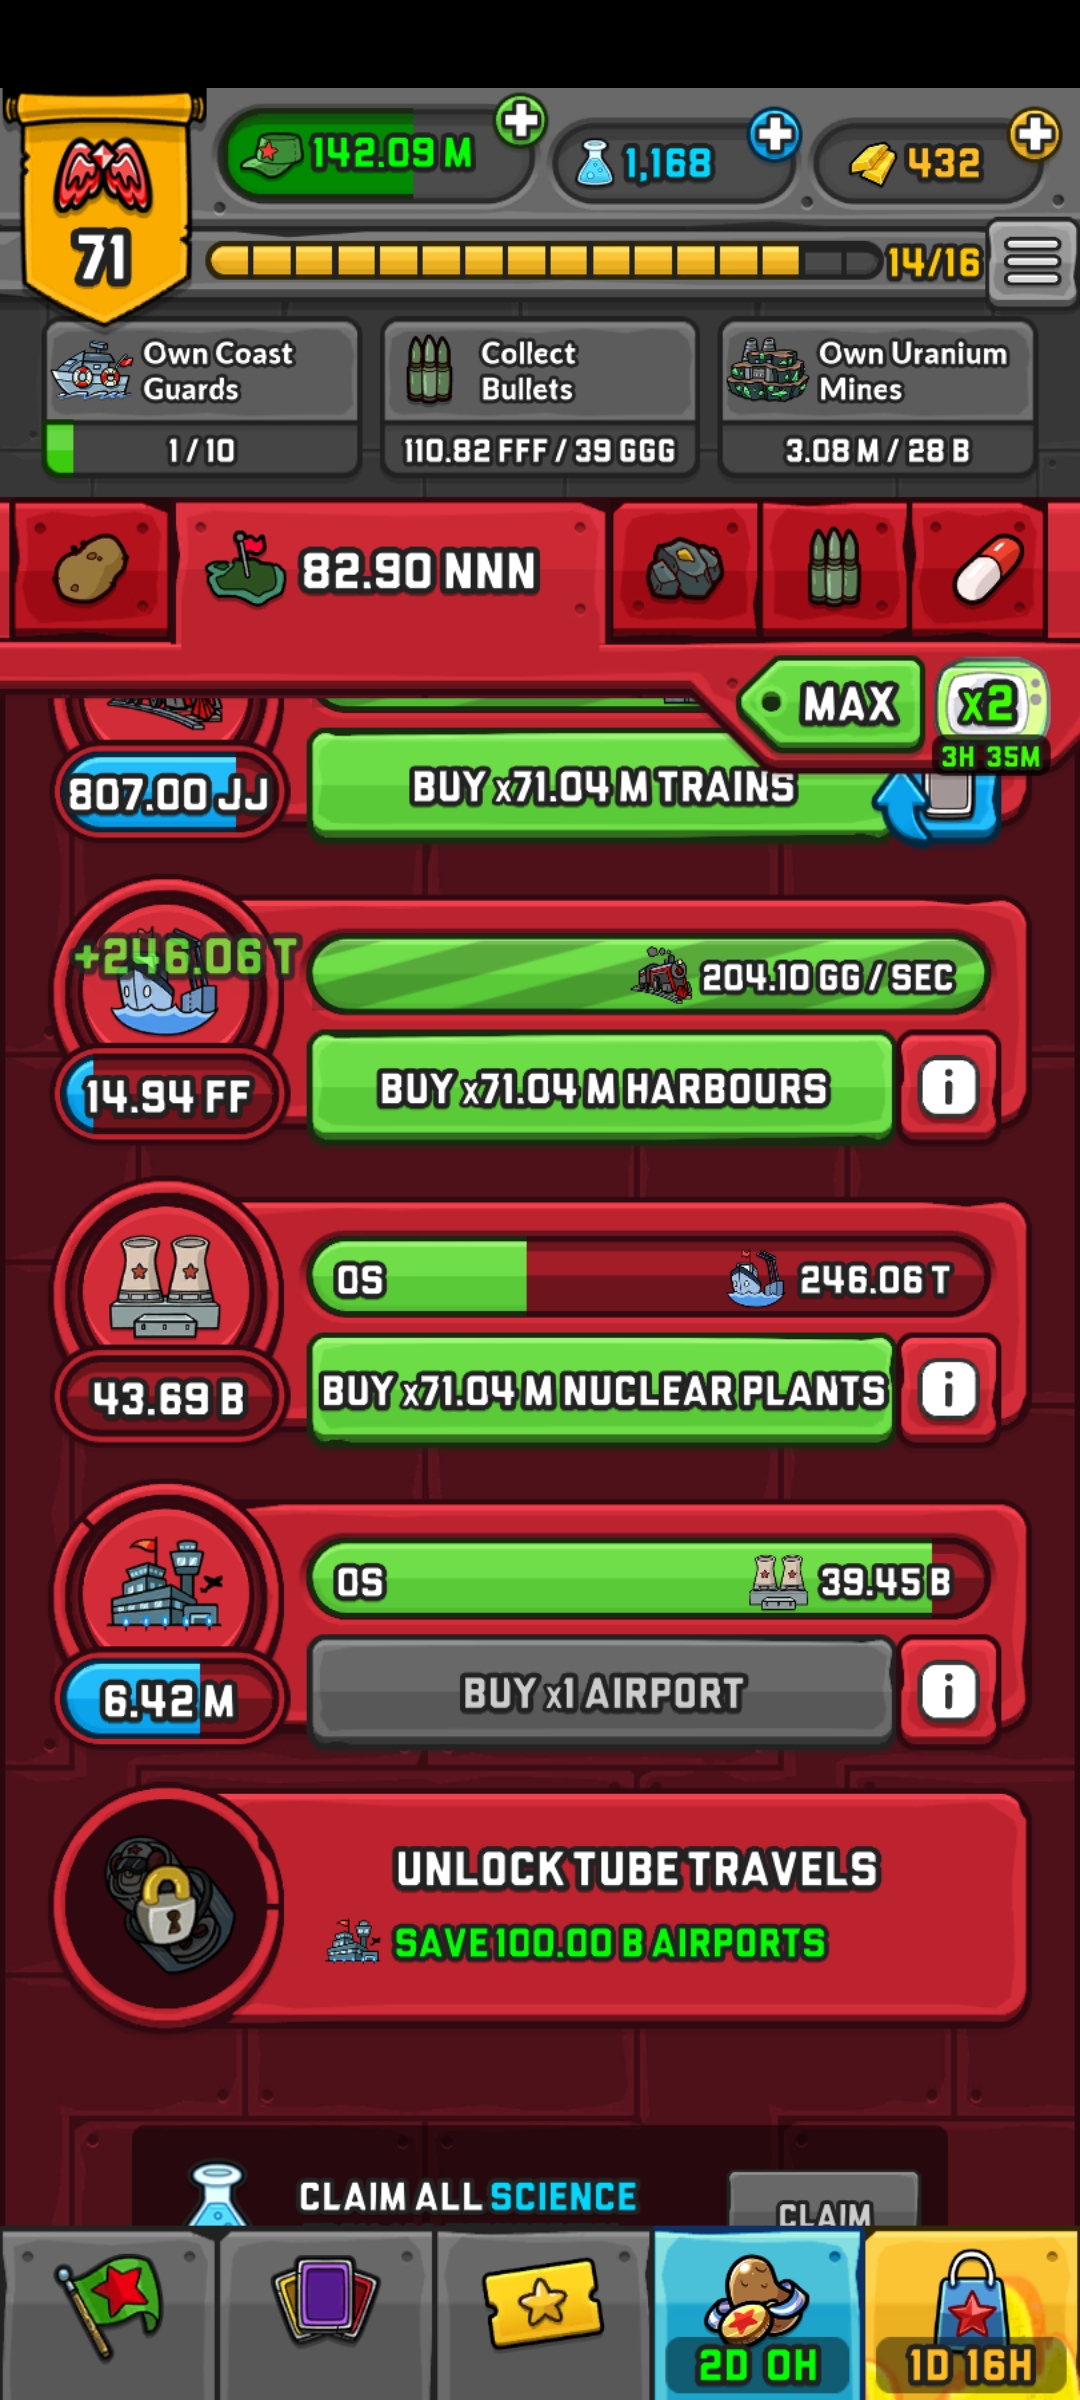 142.09 M
1,168
432
71
14/16
Own Coast
Guards
1 / 10
Collect
Bullets
110.82 FFF / 39 GGG
Own Uranium
Mines
3.08 M / 28 B
82.90 NNN
MAX
x2
3H 35M
807.00 JJ
BUY x71.04 M TRAINS
+246.06 T
204.10 GG / SEC
14.94 FF
BUY x71.04 M HARBOURS
i
0S
246.06 T
43.69 B
BUY x71.04 M NUCLEAR PLANTS
i
0S
39.45 B
6.42 M
BUY x1 AIRPORT
i
UNLOCK TUBE TRAVELS
SAVE 100.00 B AIRPORTS
CLAIM ALL SCIENCE
CLAIM
2D 0H
1D 16H